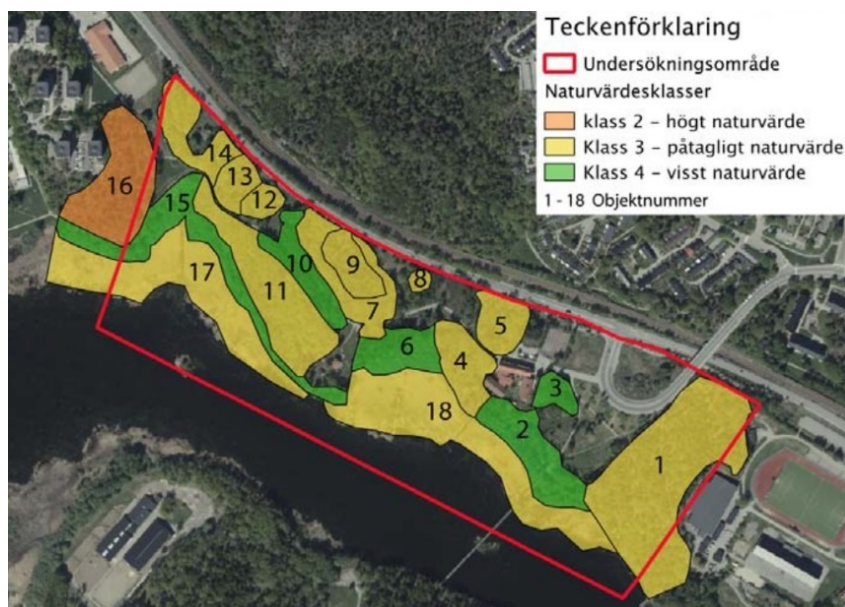 Teckenförklaring
Undersökningsområde
Naturvärdesklasser
klass 2 - högt naturvärde
Klass 3 - påtagligt naturvärde
Klass 4 - visst naturvärde
1 - 18 Objektnummer
14
13
12
16
15
10
9
8
17
11
7
5
6
4
3
18
2
1